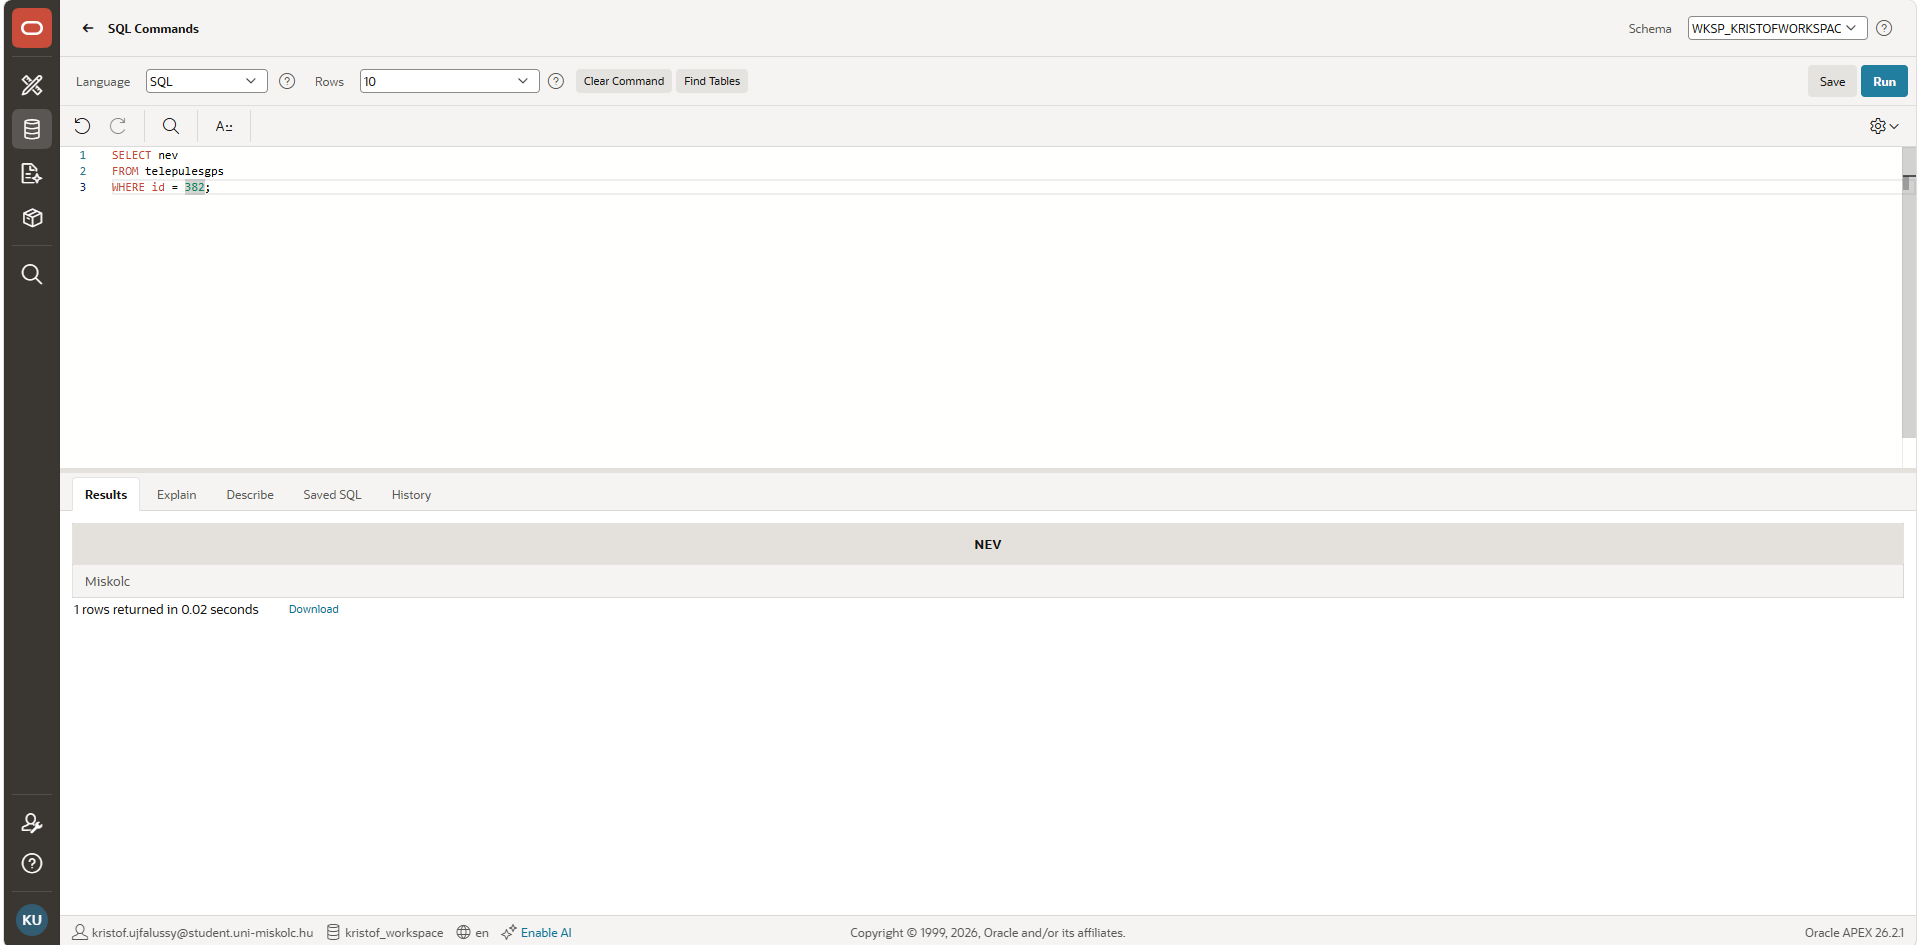 SQL Commands
Schema WKSP_KRISTOFWORKSPAC
Language SQL Rows 10 Clear Command Find Tables Save Run
A::
1 SELECT nev
2 FROM telepulesgps
3 WHERE id = 382;
Results Explain Describe Saved SQL History
NEV
Miskolc
1 rows returned in 0.02 seconds Download
KU
kristof.ujfalussy@student.uni-miskolc.hu kristof_workspace en Enable AI Copyright © 1999, 2026, Oracle and/or its affiliates. Oracle APEX 26.2.1